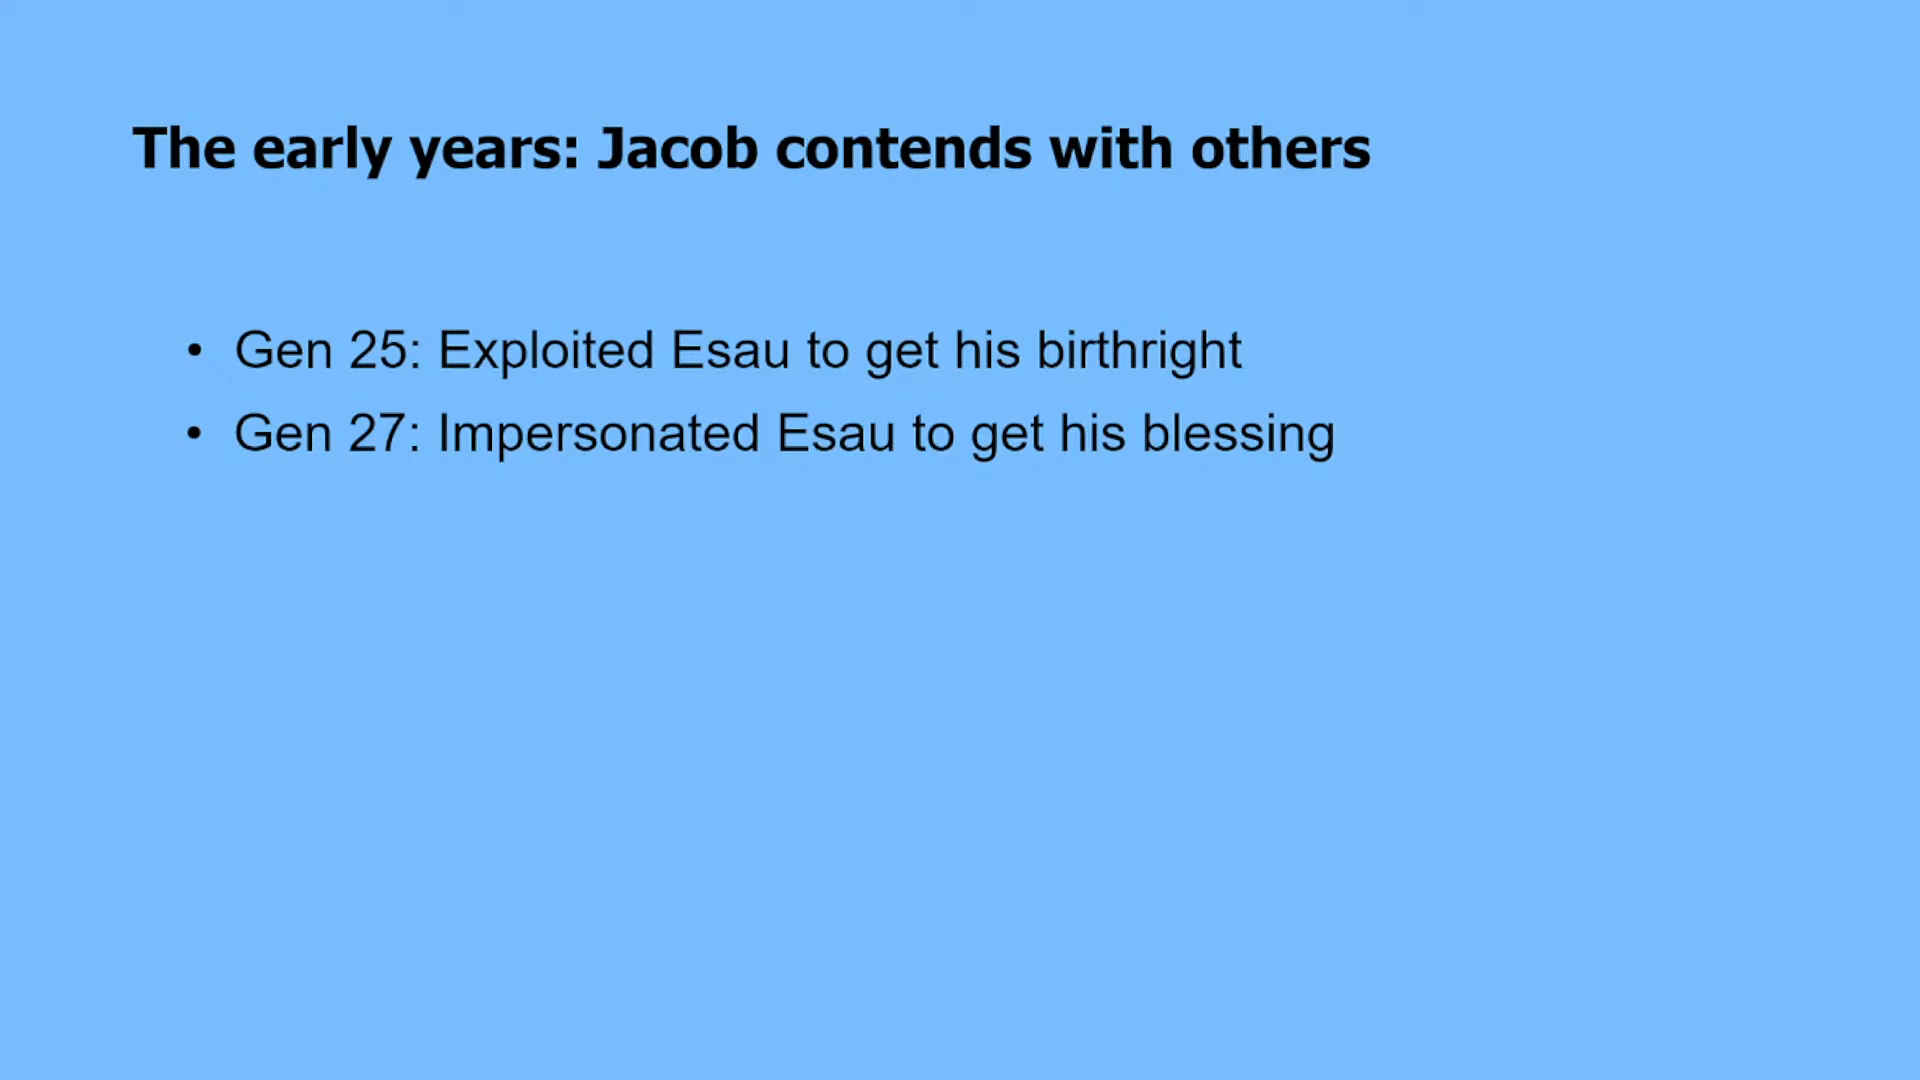 The early years: Jacob contends with others
• Gen 25: Exploited Esau to get his birthright
• Gen 27: Impersonated Esau to get his blessing